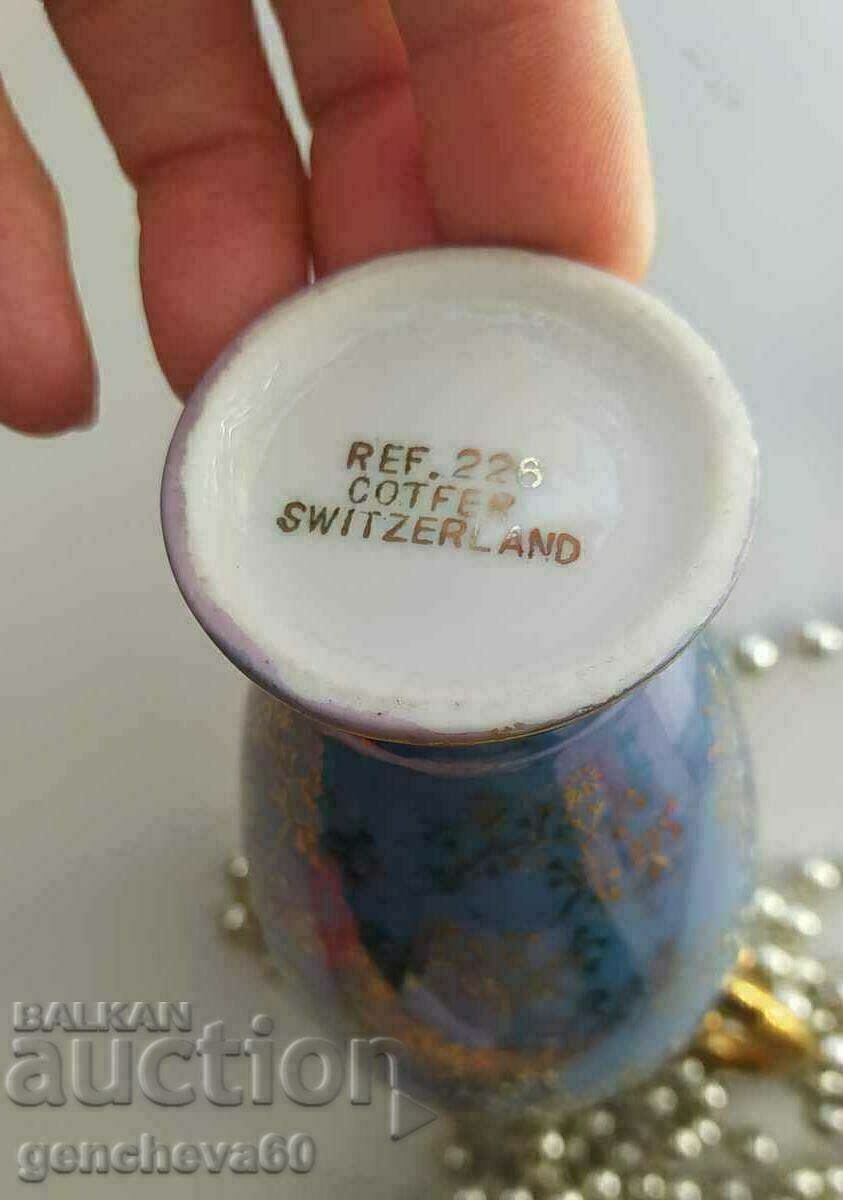 REF. 226
COTFER
SWITZERLAND
BALKAN
auction
gencheva60